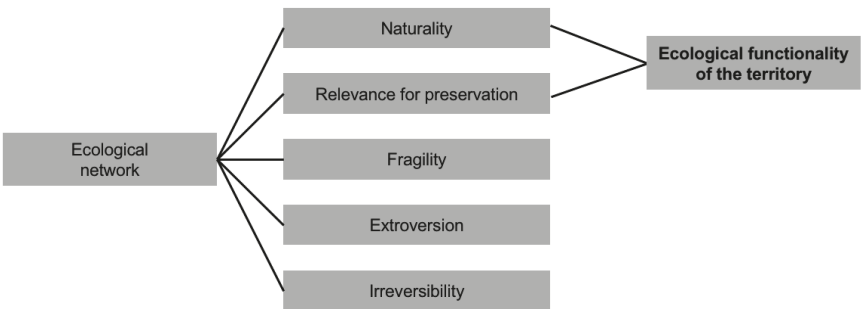 Naturality
Ecological functionality
of the territory
Relevance for preservation
Ecological
network
Fragility
Extroversion
Irreversibility